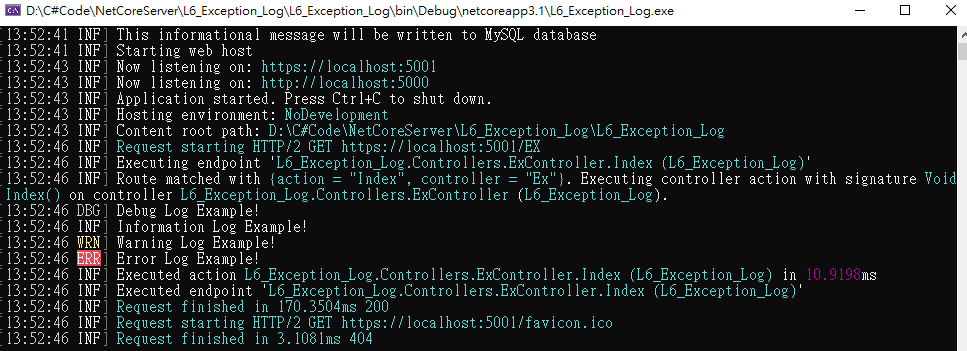 D:\C#Code\NetCoreServer\L6_Exception_Log\L6_Exception_Log\bin\Debug\netcoreapp3.1\L6_Exception_Log.exe
[13:52:41 INF] This informational message will be written to MySQL database
[13:52:41 INF] Starting web host
[13:52:43 INF] Now listening on: https://localhost:5001
[13:52:43 INF] Now listening on: http://localhost:5000
[13:52:43 INF] Application started. Press Ctrl+C to shut down.
[13:52:43 INF] Hosting environment: NoDevelopment
[13:52:43 INF] Content root path: D:\C#Code\NetCoreServer\L6_Exception_Log\L6_Exception_Log
[13:52:46 INF] Request starting HTTP/2 GET https://localhost:5001/EX
[13:52:46 INF] Executing endpoint 'L6_Exception_Log.Controllers.ExController.Index (L6_Exception_Log)'
[13:52:46 INF] Route matched with {action = "Index", controller = "Ex"}. Executing controller action with signature Void
Index() on controller L6_Exception_Log.Controllers.ExController (L6_Exception_Log).
[13:52:46 DBG] Debug Log Example!
[13:52:46 INF] Information Log Example!
[13:52:46 WRN] Warning Log Example!
[13:52:46 ERR] Error Log Example!
[13:52:46 INF] Executed action L6_Exception_Log.Controllers.ExController.Index (L6_Exception_Log) in 10.9198ms
[13:52:46 INF] Executed endpoint 'L6_Exception_Log.Controllers.ExController.Index (L6_Exception_Log)'
[13:52:46 INF] Request finished in 170.3504ms 200
[13:52:46 INF] Request starting HTTP/2 GET https://localhost:5001/favicon.ico
[13:52:46 INF] Request finished in 3.1081ms 404